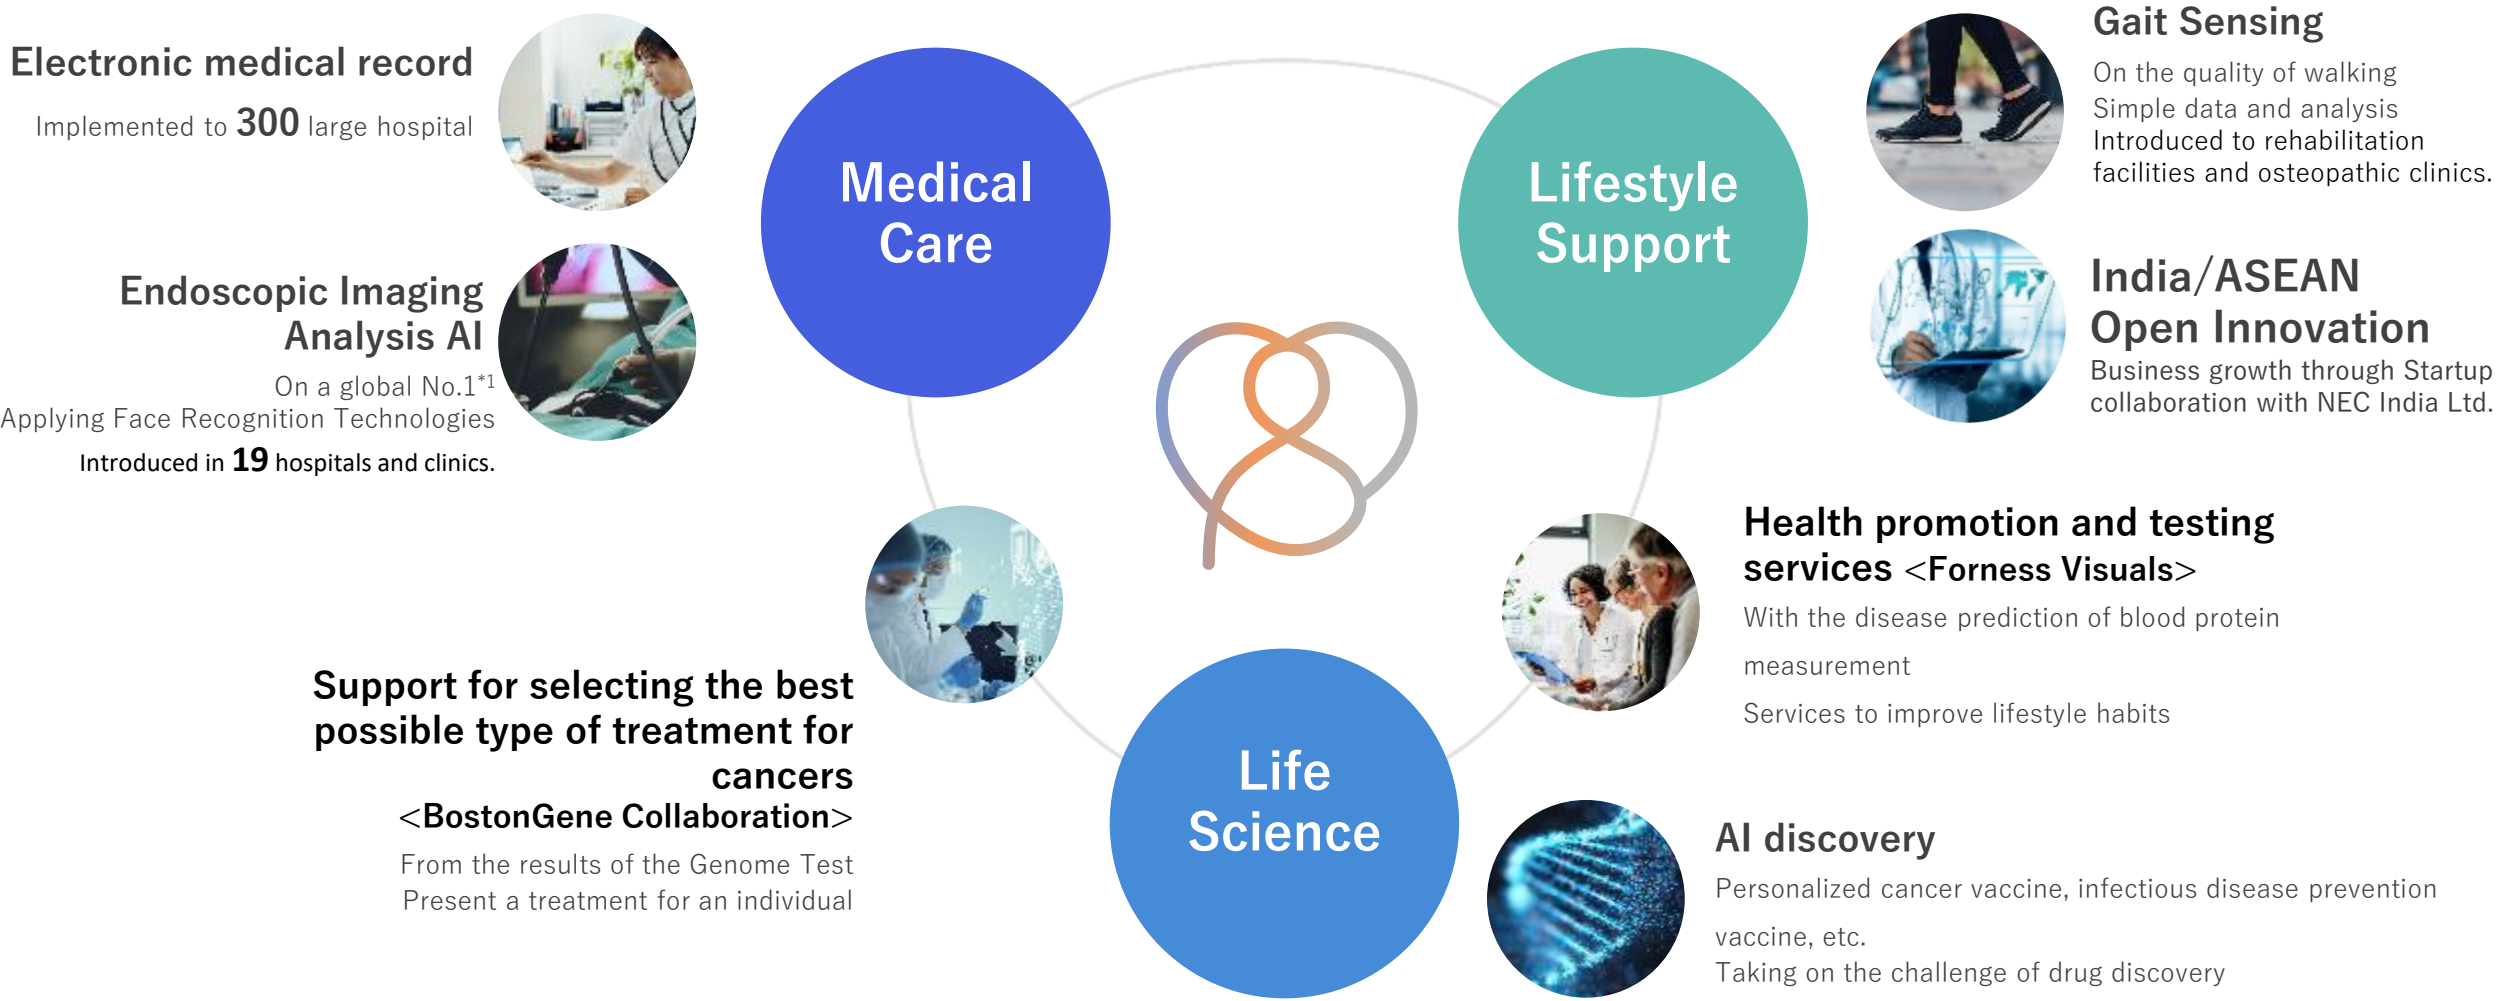 Electronic medical record
Implemented to 300 large hospital
Endoscopic Imaging
Analysis AI
On a global No.1*1
Applying Face Recognition Technologies
Introduced in 19 hospitals and clinics.
Medical
Care
Lifestyle
Support
Gait Sensing
On the quality of walking
Simple data and analysis
Introduced to rehabilitation
facilities and osteopathic clinics.
India/ASEAN
Open Innovation
Business growth through Startup
collaboration with NEC India Ltd.
Support for selecting the best
possible type of treatment for
cancers
<BostonGene Collaboration>
From the results of the Genome Test
Present a treatment for an individual
Life
Science
Health promotion and testing
services <Forness Visuals>
With the disease prediction of blood protein
measurement
Services to improve lifestyle habits
AI discovery
Personalized cancer vaccine, infectious disease prevention
vaccine, etc.
Taking on the challenge of drug discovery